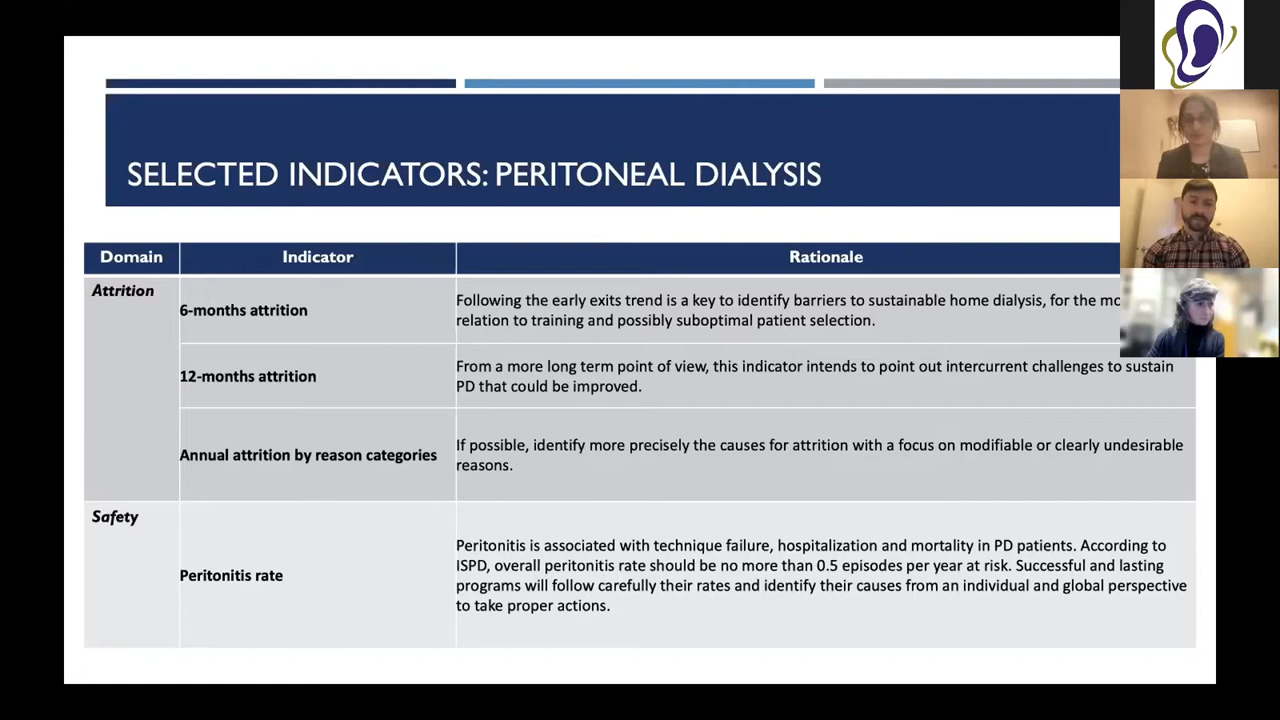 SELECTED INDICATORS: PERITONEAL DIALYSIS
Domain Indicator Rationale
Attrition
6-months attrition
Following the early exits trend is a key to identify barriers to sustainable home dialysis, for the
relation to training and possibly suboptimal patient selection.
12-months attrition
From a more long term point of view, this indicator intends to point out intercurrent challenges to sustain
PD that could be improved.
Annual attrition by reason categories
If possible, identify more precisely the causes for attrition with a focus on modifiable or clearly undesirable
reasons.
Safety
Peritonitis rate
Peritonitis is associated with technique failure, hospitalization and mortality in PD patients. According to
ISPD, overall peritonitis rate should be no more than 0.5 episodes per year at risk. Successful and lasting
programs will follow carefully their rates and identify their causes from an individual and global perspective
to take proper actions.